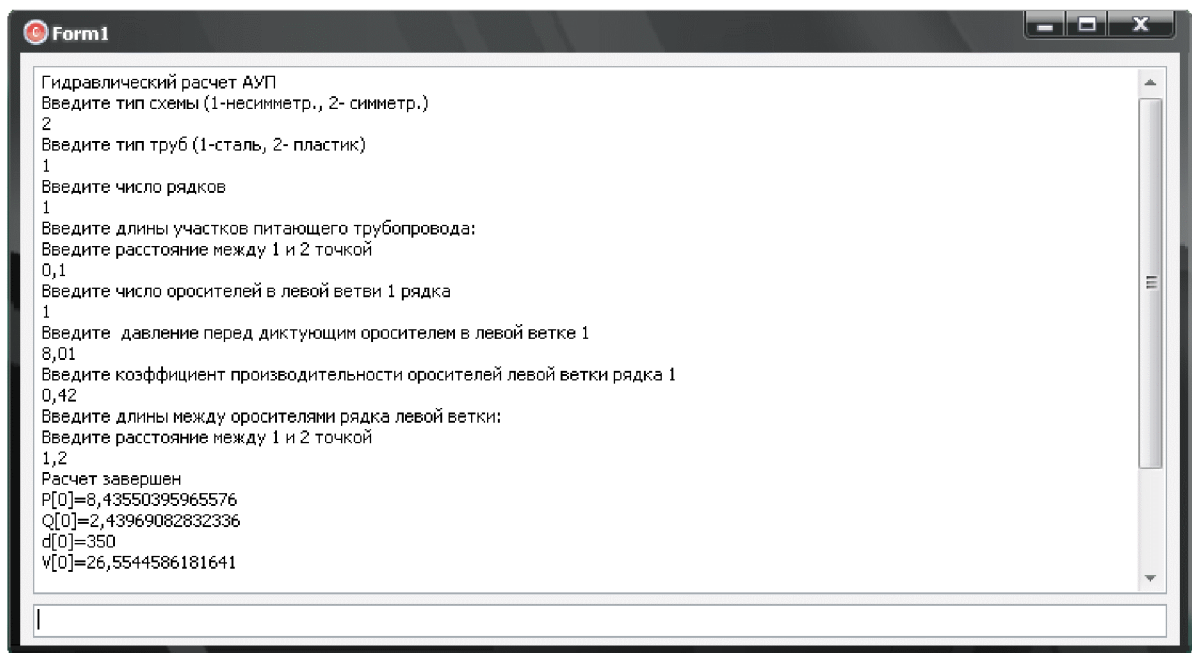 Form1
Гидравлический расчет АУП
Введите тип схемы (1-несимметр., 2- симметр.)
2
Введите тип труб (1-сталь, 2- пластик)
1
Введите число рядков
1
Введите длины участков питающего трубопровода:
Введите расстояние между 1 и 2 точкой
0,1
Введите число оросителей в левой ветви 1 рядка
1
Введите  давление перед диктующим оросителем в левой ветке 1
8,01
Введите коэффициент производительности оросителей левой ветки рядка 1
0,42
Введите длины между оросителями рядка левой ветки:
Введите расстояние между 1 и 2 точкой
1,2
Расчет завершен
P[0]=8,43550395965576
Q[0]=2,43969082832336
d[0]=350
V[0]=26,5544586181641